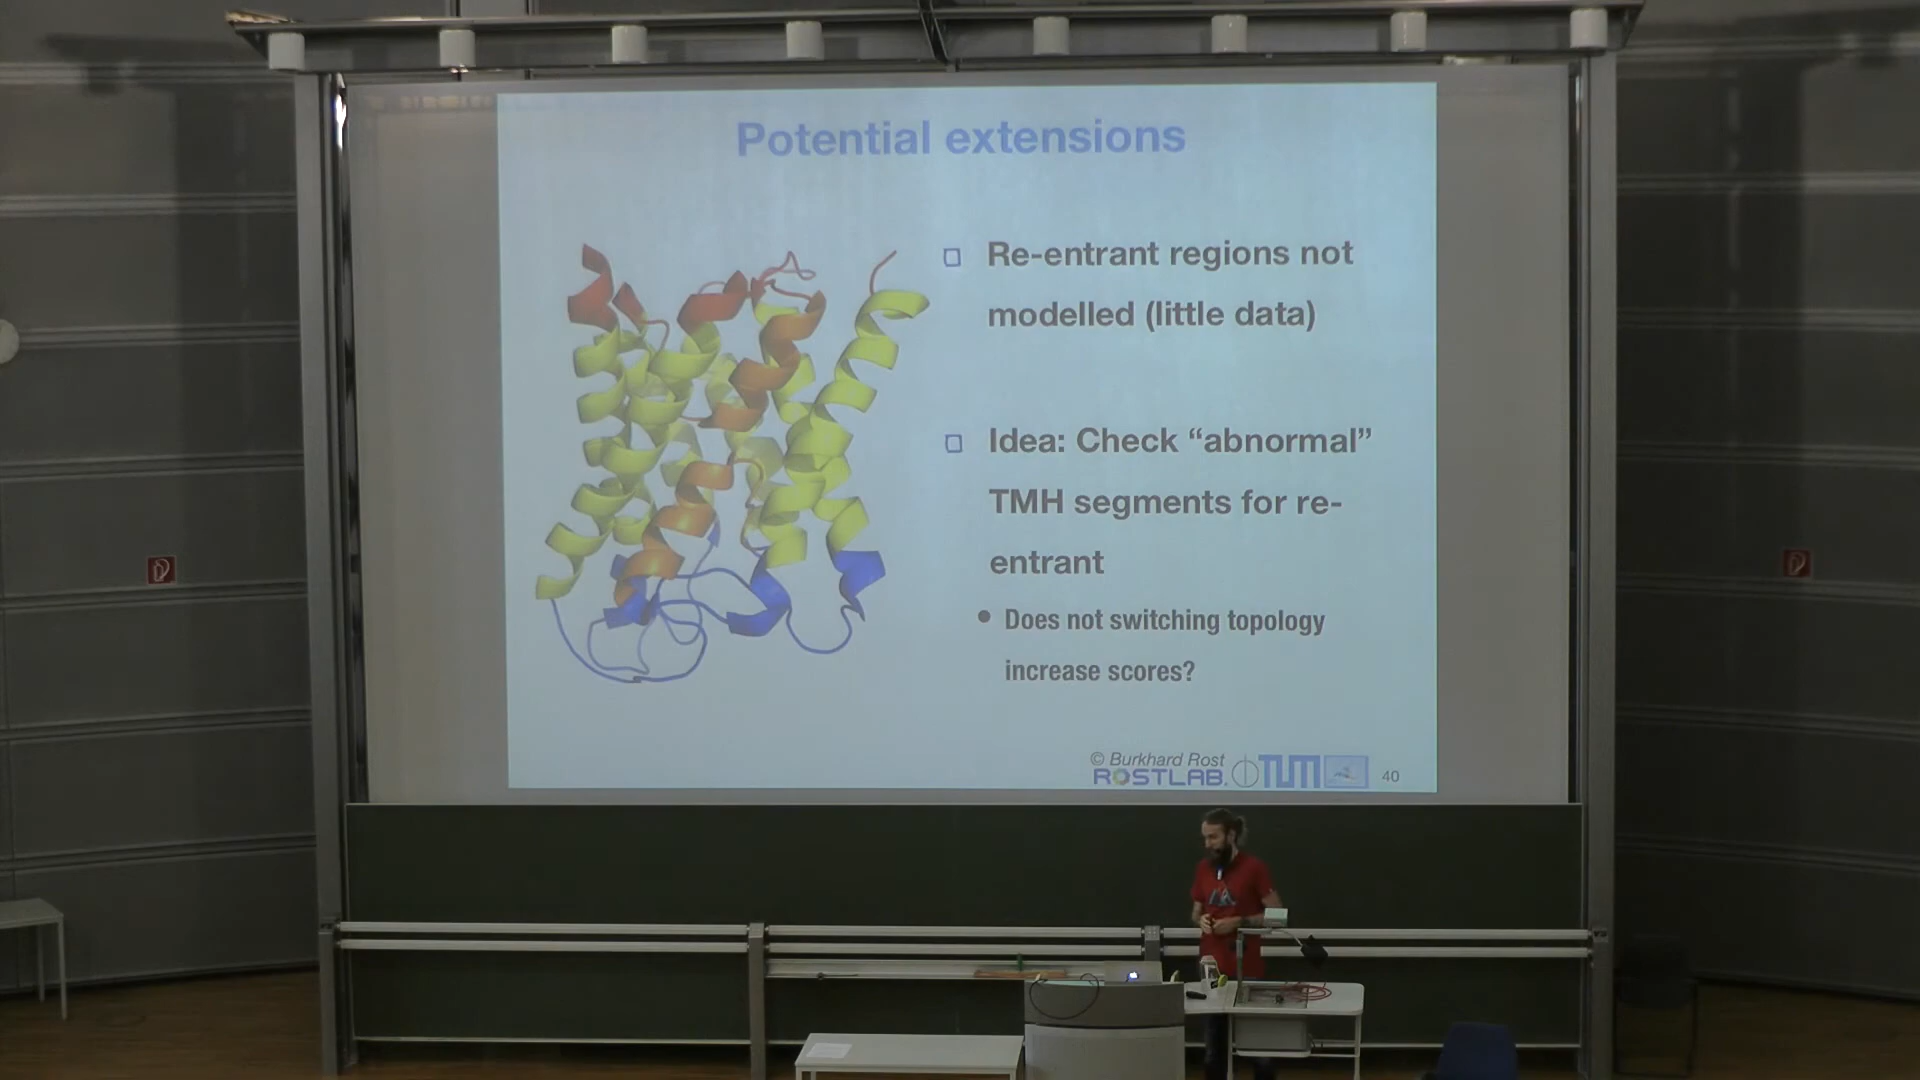 Potential extensions
Re-entrant regions not
modelled (little data)
Idea: Check “abnormal”
TMH segments for re-
entrant
Does not switching topology
increase scores?
© Burkhard Rost
ROSTLAB.
TUM
40